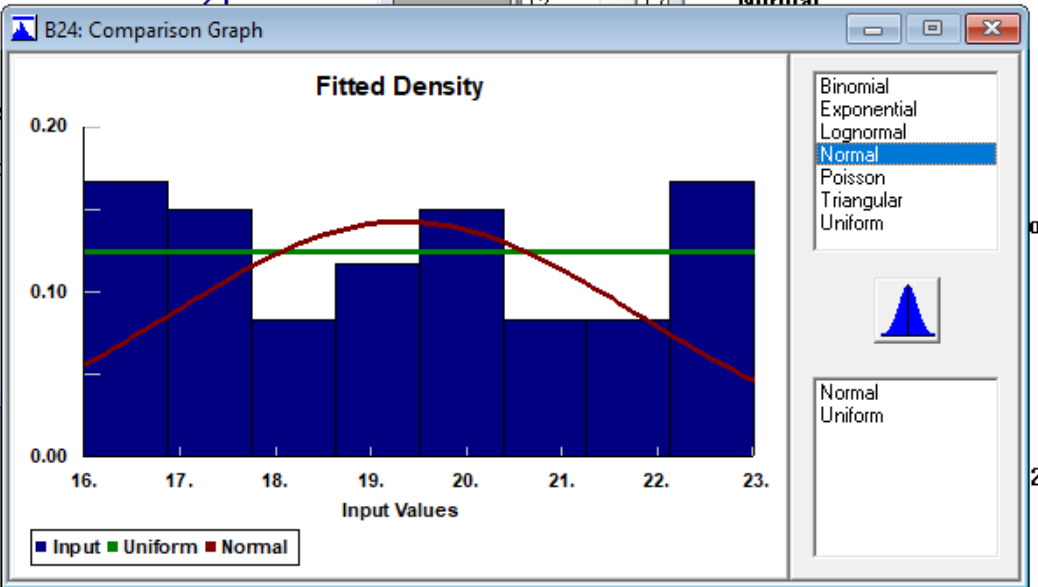 Normal
B24: Comparison Graph
Fitted Density
0.20
0.10
0.00
16. 17. 18. 19. 20. 21. 22. 23.
Input Values
Input Uniform Normal
Binomial
Exponential
Lognormal
Normal
Poisson
Triangular
Uniform
Normal
Uniform